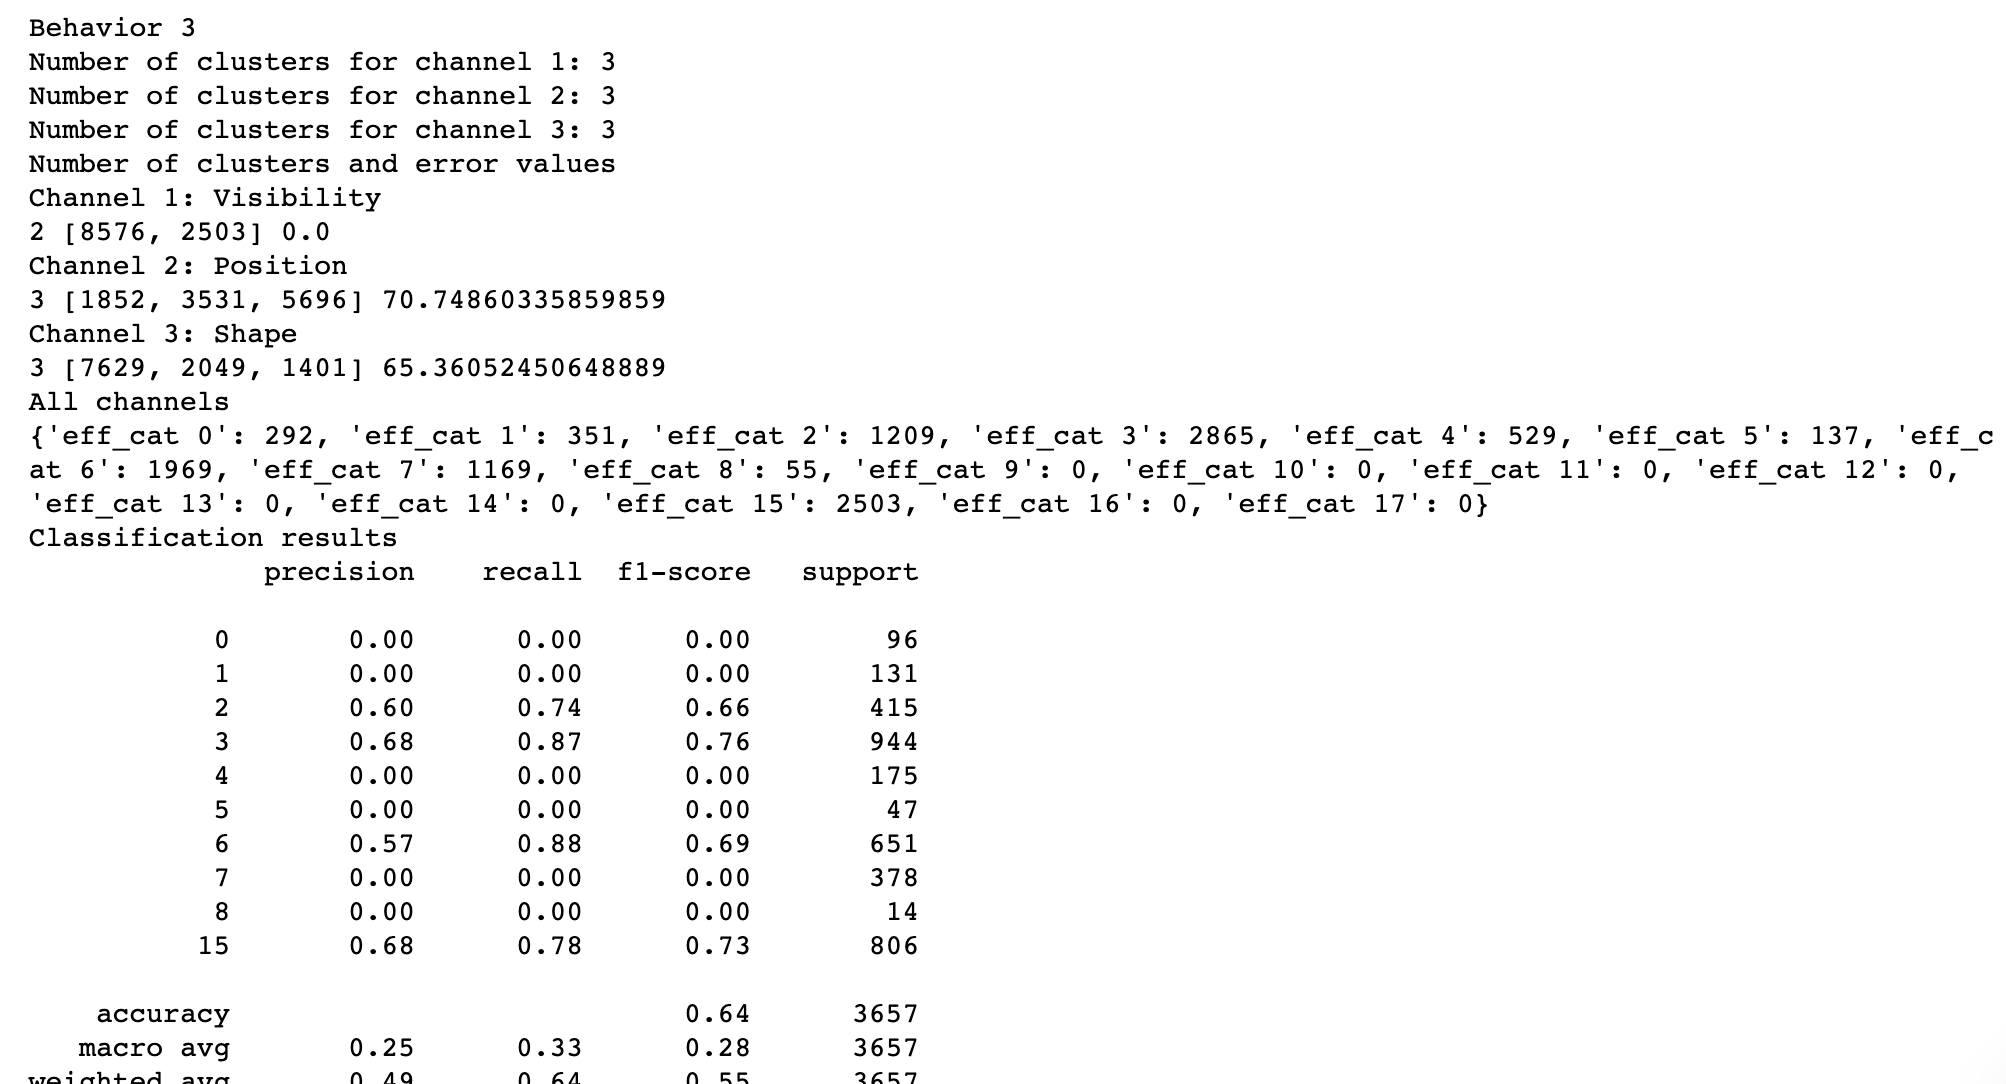 Behavior 3
Number of clusters for channel 1: 3
Number of clusters for channel 2: 3
Number of clusters for channel 3: 3
Number of clusters and error values
Channel 1: Visibility
2 [8576, 2503] 0.0
Channel 2: Position
3 [1852, 3531, 5696] 70.74860335859859
Channel 3: Shape
3 [7629, 2049, 1401] 65.36052450648889
All channels
{'eff_cat 0': 292, 'eff_cat 1': 351, 'eff_cat 2': 1209, 'eff_cat 3': 2865, 'eff_cat 4': 529, 'eff_cat 5': 137, 'eff_c
at 6': 1969, 'eff_cat 7': 1169, 'eff_cat 8': 55, 'eff_cat 9': 0, 'eff_cat 10': 0, 'eff_cat 11': 0, 'eff_cat 12': 0,
'eff_cat 13': 0, 'eff_cat 14': 0, 'eff_cat 15': 2503, 'eff_cat 16': 0, 'eff_cat 17': 0}
Classification results
precision recall f1-score support
0 0.00 0.00 0.00 96
1 0.00 0.00 0.00 131
2 0.60 0.74 0.66 415
3 0.68 0.87 0.76 944
4 0.00 0.00 0.00 175
5 0.00 0.00 0.00 47
6 0.57 0.88 0.69 651
7 0.00 0.00 0.00 378
8 0.00 0.00 0.00 14
15 0.68 0.78 0.73 806
accuracy 0.64 3657
macro avg 0.25 0.33 0.28 3657
weighted avg 0.49 0.64 0.55 3657